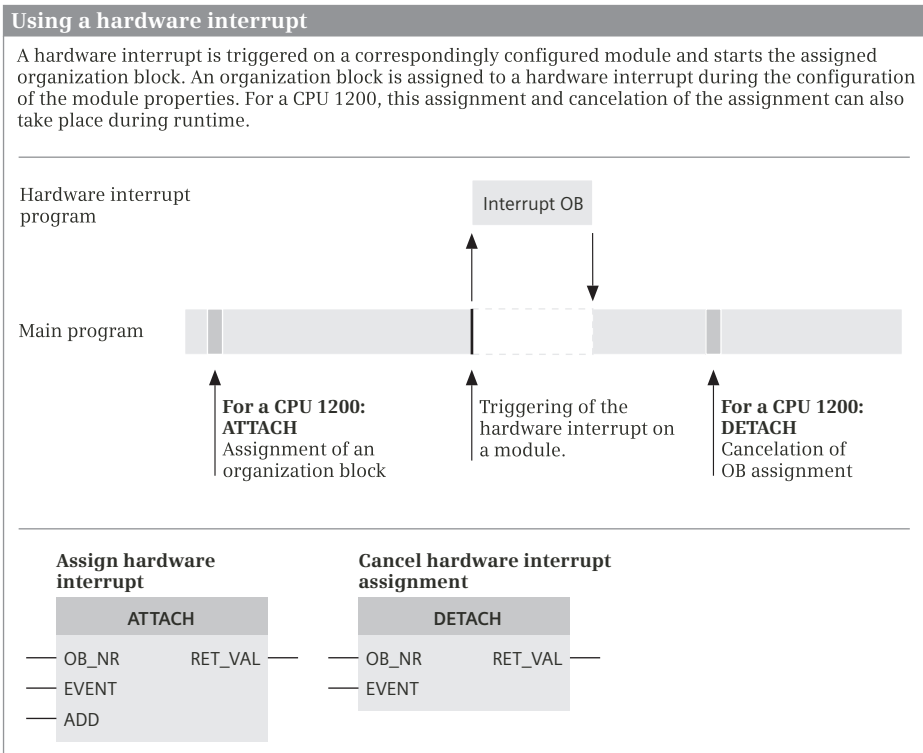 Using a hardware interrupt
A hardware interrupt is triggered on a correspondingly configured module and starts the assigned
organization block. An organization block is assigned to a hardware interrupt during the configuration
of the module properties. For a CPU 1200, this assignment and cancelation of the assignment can also
take place during runtime.
Hardware interrupt
program
Interrupt OB
Main program
For a CPU 1200:
ATTACH
Assignment of an
organization block
Triggering of the
hardware interrupt on
a module.
For a CPU 1200:
DETACH
Cancelation of
OB assignment
Assign hardware
interrupt
ATTACH
OB_NR RET_VAL
EVENT
ADD
Cancel hardware interrupt
assignment
DETACH
OB_NR RET_VAL
EVENT